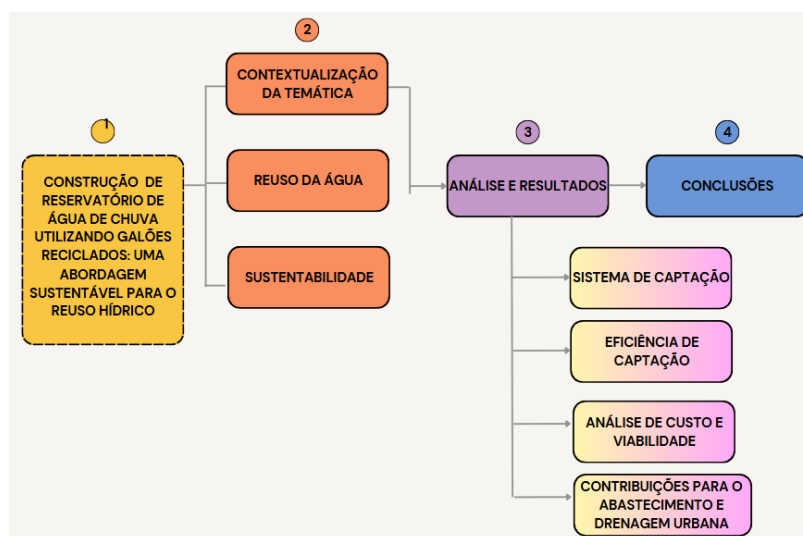 1
CONSTRUÇÃO DE
RESERVATÓRIO DE
ÁGUA DE CHUVA
UTILIZANDO GALÕES
RECICLADOS: UMA
ABORDAGEM
SUSTENTÁVEL PARA O
REUSO HÍDRICO
2
CONTEXTUALIZAÇÃO
DA TEMÁTICA
REUSO DA ÁGUA
SUSTENTABILIDADE
3
ANÁLISE E RESULTADOS
SISTEMA DE CAPTAÇÃO
EFICIÊNCIA DE
CAPTAÇÃO
ANÁLISE DE CUSTO E
VIABILIDADE
CONTRIBUIÇÕES PARA O
ABASTECIMENTO E
DRENAGEM URBANA
4
CONCLUSÕES